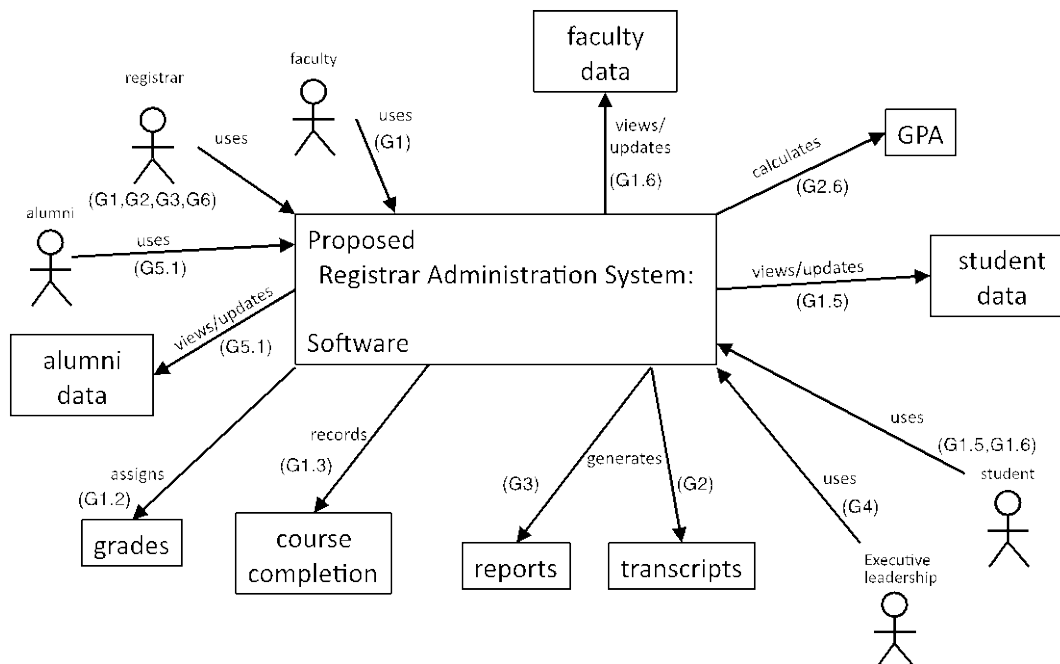 faculty
data
faculty
registrar
uses
(G1)
uses
views/
updates
(G1.6)
GPA
calculates
(G2.6)
(G1,G2,G3,G6)
alumni
uses
(G5.1)
Proposed
Registrar Administration System:
Software
views/updates
(G1.5)
student
data
views/updates
(G5.1)
alumni
data
assigns
(G1.2)
grades
records
(G1.3)
course
completion
generates
(G3)
(G2)
reports
transcripts
uses
(G1.5,G1.6)
student
uses
(G4)
Executive
leadership